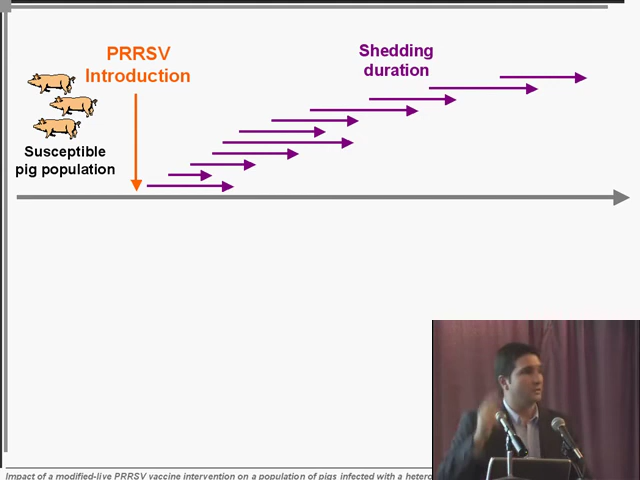 PRRSV
Introduction
Shedding
duration
Susceptible
pig population
Impact of a modified-live PRRSV vaccine intervention on a population of pigs infected with a